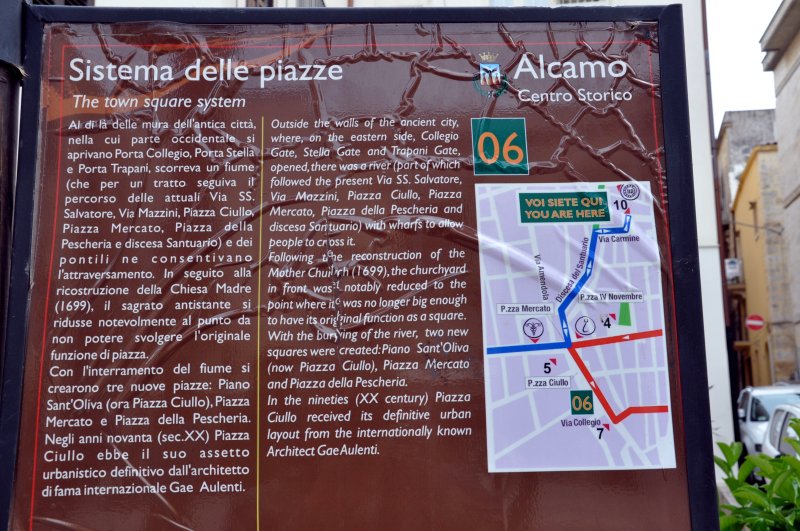 Sistema delle piazze
The town square system
Alcamo
Centro Storico
Al di là delle mura dell'antica città,
nella cui parte occidentale si
aprivano Porta Collegio, Porta Stella
e Porta Trapani, scorreva un fiume
(che per un tratto seguiva il
percorso delle attuali Via SS.
Salvatore, Via Mazzini, Piazza Ciullo,
Piazza Mercato, Piazza della
Pescheria e discesa Santuario) e dei
pontili ne consentivano
l'attraversamento. In seguito alla
ricostruzione della Chiesa Madre
(1699), il sagrato antistante si
ridusse notevolmente al punto da
non potere svolgere l'originale
funzione di piazza.
Con l'interramento del fiume si
crearono tre nuove piazze: Piano
Sant'Oliva (ora Piazza Ciullo), Piazza
Mercato e Piazza della Pescheria.
Negli anni novanta (sec.XX) Piazza
Ciullo ebbe il suo assetto
urbanistico definitivo dall'architetto
di fama internazionale Gae Aulenti.
Outside the walls of the ancient city,
where, on the eastern side, Collegio
Gate, Stella Gate and Trapani Gate,
opened, there was a river (part of which
followed the present Via SS. Salvatore,
Via Mazzini, Piazza Ciullo, Piazza
Mercato, Piazza della Pescheria and
discesa Santuario) with wharfs to allow
people to cross it.
Following the reconstruction of the
Mother Church (1699), the churchyard
in front was notably reduced to the
point where it was no longer big enough
to have its original function as a square.
With the burying of the river, two new
squares were created: Piano Sant'Oliva
(now Piazza Ciullo), Piazza Mercato
and Piazza della Pescheria.
In the nineties (XX century) Piazza
Ciullo received its definitive urban
layout from the internationally known
Architect Gae Aulenti.
06
VOI SIETE QUI
YOU ARE HERE
10
Via Carmine
Via Amendola
Discesa del Santuario
P.zza IV Novembre
P.zza Mercato
4
5
P.zza Ciullo
06
Via Collegio
7